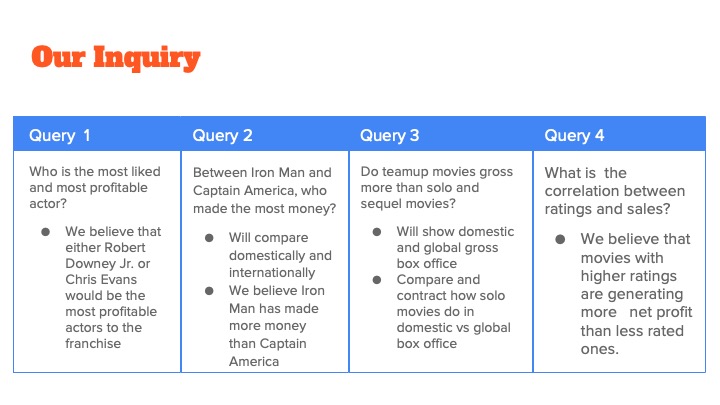 Our Inquiry
Query 1
Who is the most liked
and most profitable
actor?
● We believe that
either Robert
Downey Jr. or
Chris Evans
would be the
most profitable
actors to the
franchise
Query 2
Between Iron Man and
Captain America, who
made the most money?
● Will compare
domestically and
internationally
● We believe Iron
Man has made
more money
than Captain
America
Query 3
Do teamup movies gross
more than solo and
sequel movies?
● Will show domestic
and global gross
box office
● Compare and
contract how solo
movies do in
domestic vs global
box office
Query 4
What is the
correlation between
ratings and sales?
● We believe that
movies with
higher ratings
are generating
more net profit
than less rated
ones.